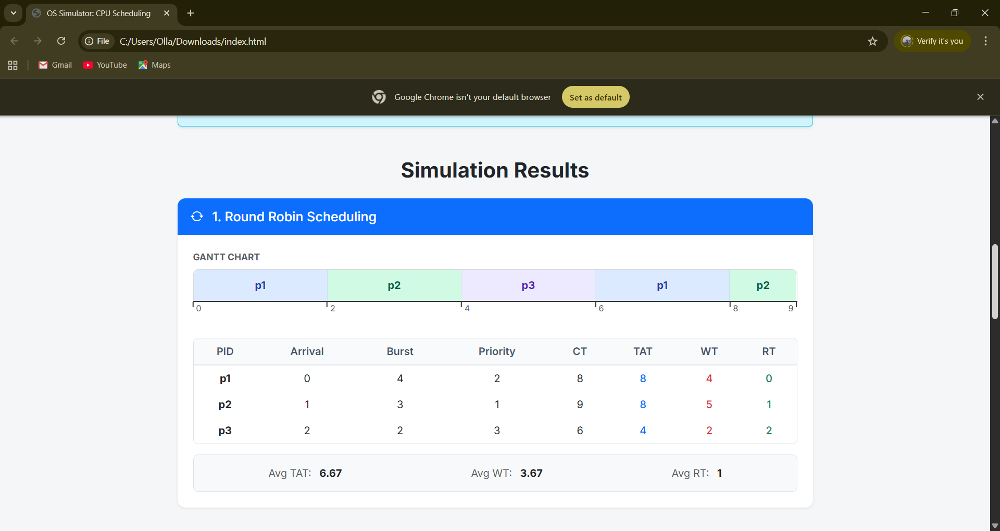 OS Simulator: CPU Scheduling
File C:/Users/Olla/Downloads/index.html
Verify it's you
Gmail YouTube Maps
Google Chrome isn't your default browser Set as default
Simulation Results
1. Round Robin Scheduling
GANTT CHART
p1 p2 p3 p1 p2
0 2 4 6 8 9
PID Arrival Burst Priority CT TAT WT RT
p1 0 4 2 8 8 4 0
p2 1 3 1 9 8 5 1
p3 2 2 3 6 4 2 2
Avg TAT: 6.67 Avg WT: 3.67 Avg RT: 1